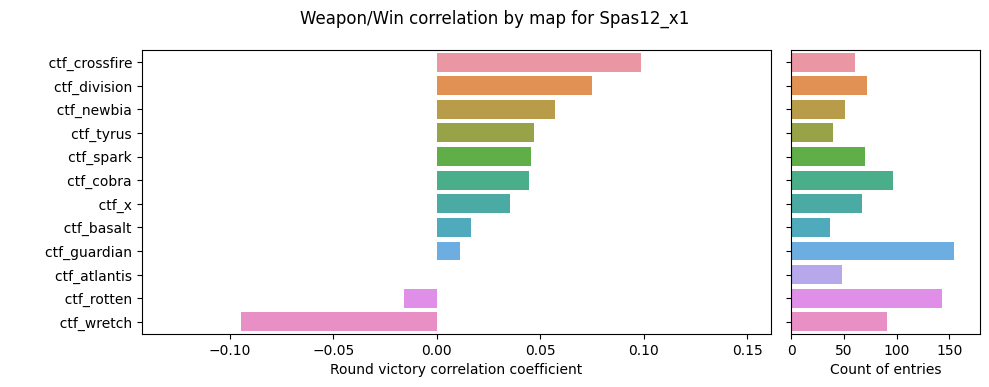 Weapon/Win correlation by map for Spas12_x1
ctf_crossfire
ctf_division
ctf_newbia
ctf_tyrus
ctf_spark
ctf_cobra
ctf_x
ctf_basalt
ctf_guardian
ctf_atlantis
ctf_rotten
ctf_wretch
−0.10 −0.05 0.00 0.05 0.10 0.15
Round victory correlation coefficient
0 50 100 150
Count of entries